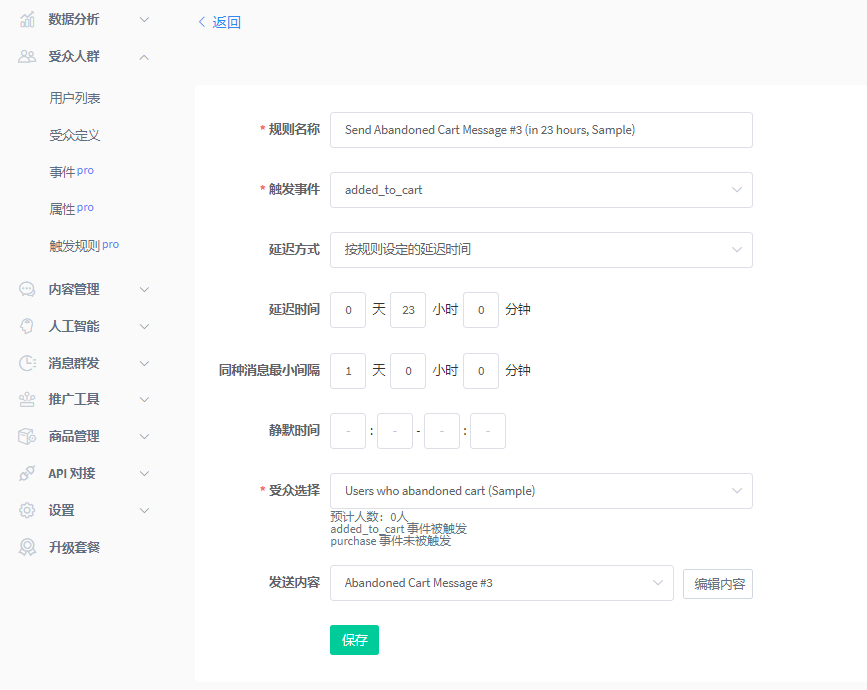 数据分析
受众人群
用户列表
受众定义
事件 pro
属性 pro
触发规则 pro
内容管理
人工智能
消息群发
推广工具
商品管理
API 对接
设置
升级套餐
返回
* 规则名称 Send Abandoned Cart Message #3 (in 23 hours, Sample)
* 触发事件 added_to_cart
延迟方式 按规则设定的延迟时间
延迟时间 0 天 23 小时 0 分钟
同种消息最小间隔 1 天 0 小时 0 分钟
静默时间 - : - - - : -
* 受众选择 Users who abandoned cart (Sample)
预计人数: 0人
added_to_cart 事件被触发
purchase 事件未被触发
发送内容 Abandoned Cart Message #3 编辑内容
保存